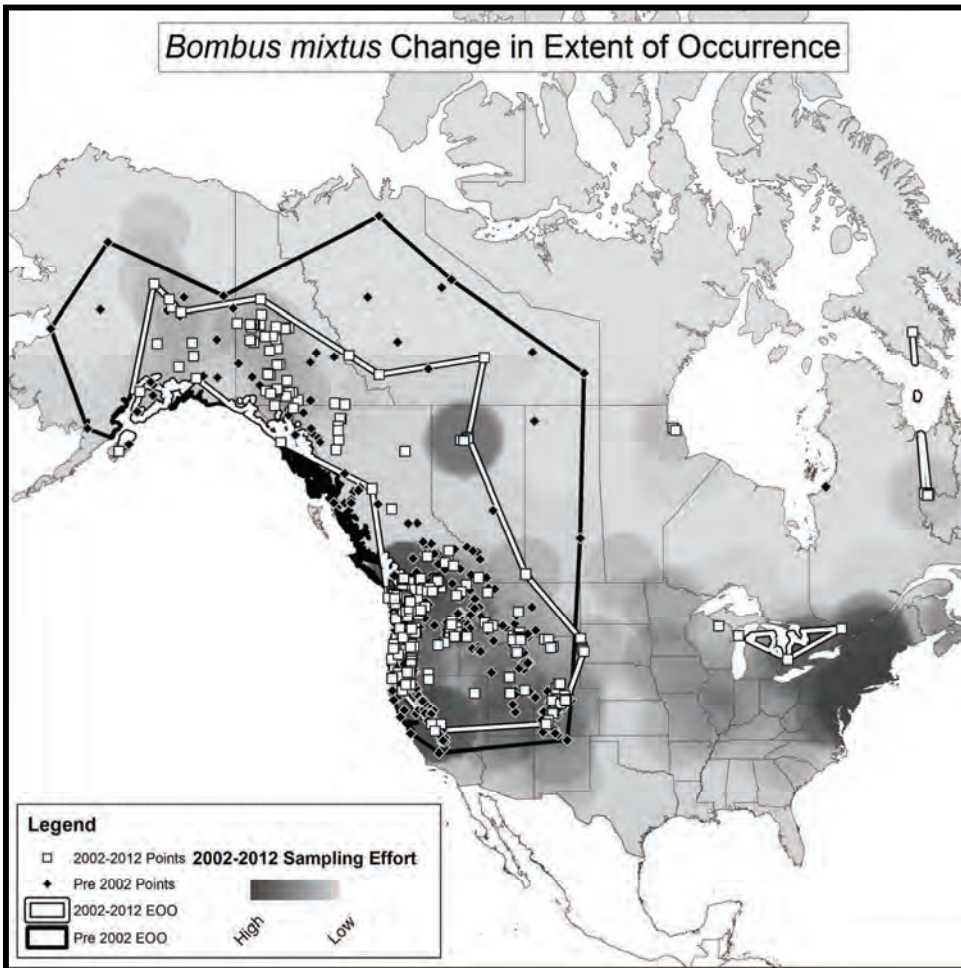 Bombus mixtus Change in Extent of Occurrence
Legend
2002-2012 Points
2002-2012 Sampling Effort
Pre 2002 Points
2002-2012 EOO
Pre 2002 EOO
High
Low